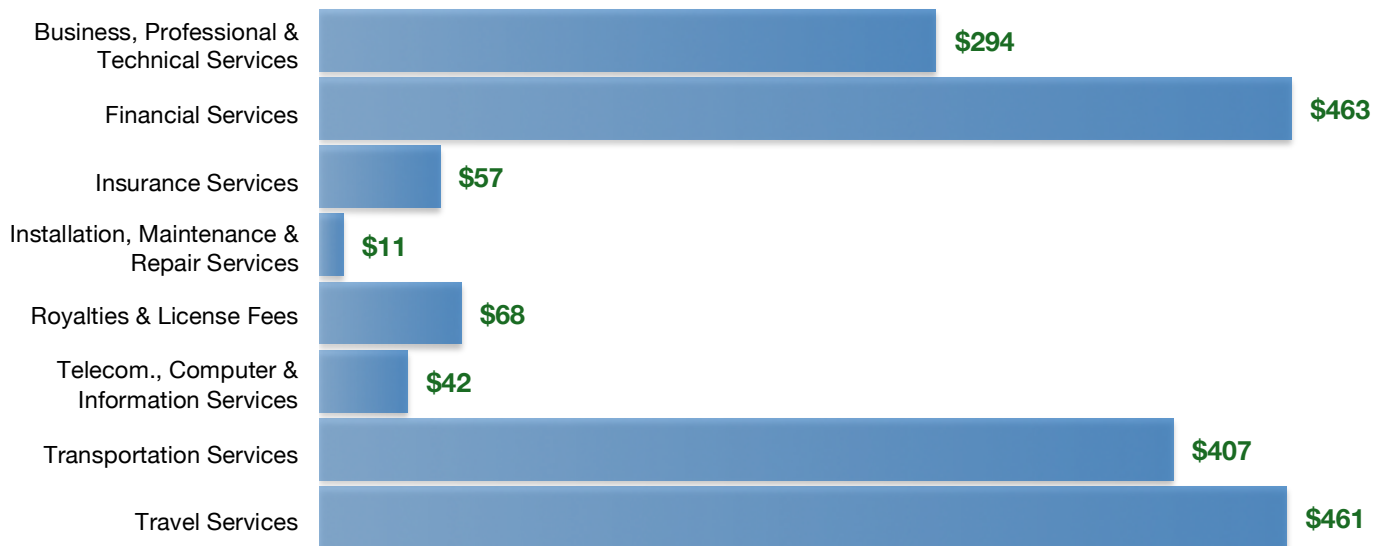 Business, Professional &
Technical Services
$294
Financial Services
$463
Insurance Services
$57
Installation, Maintenance &
Repair Services
$11
Royalties & License Fees
$68
Telecom., Computer &
Information Services
$42
Transportation Services
$407
Travel Services
$461